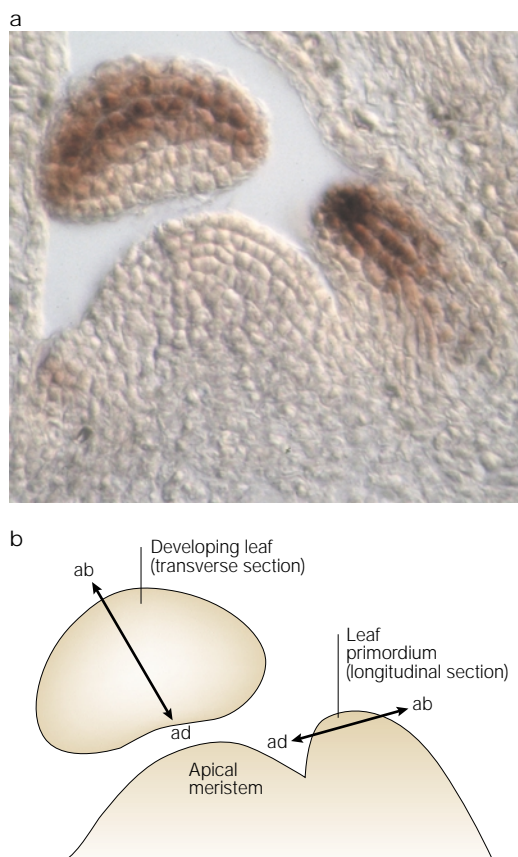 a
b
Developing leaf
(transverse section)
ab
ad
Leaf
primordium
(longitudinal section)
ab
ad
Apical
meristem